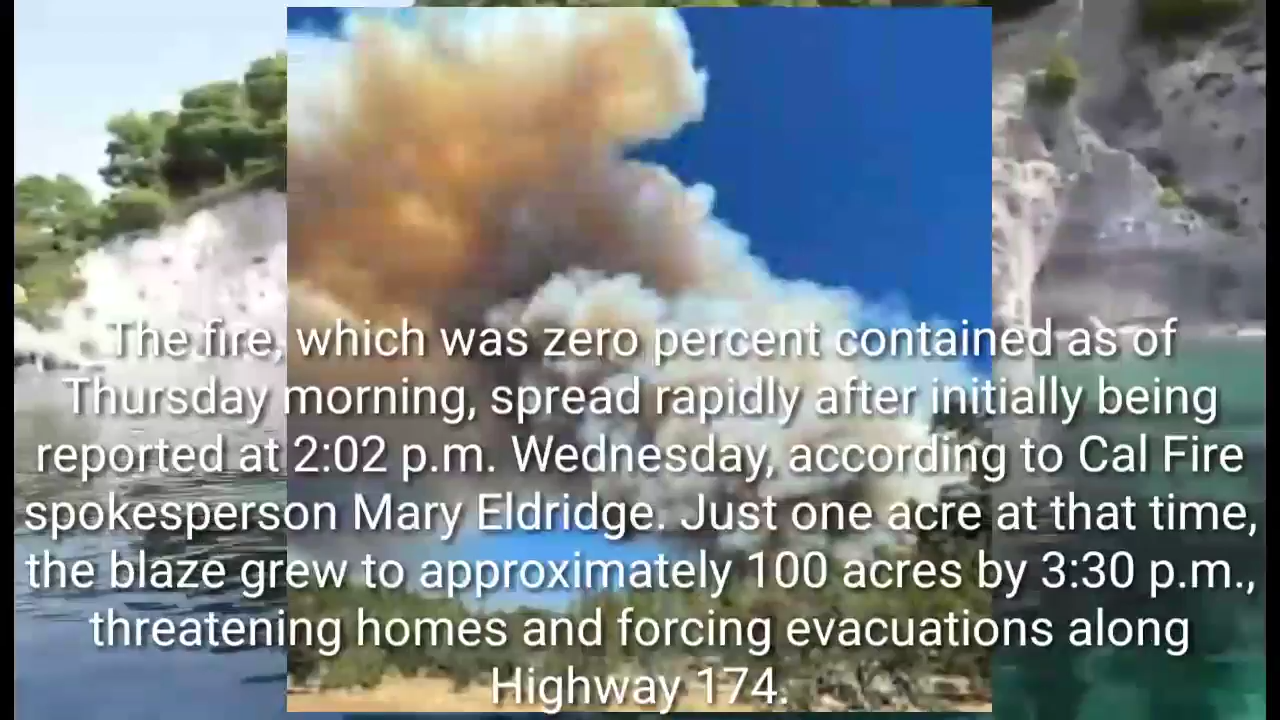 The fire, which was zero percent contained as of
Thursday morning, spread rapidly after initially being
reported at 2:02 p.m. Wednesday, according to Cal Fire
spokesperson Mary Eldridge. Just one acre at that time,
the blaze grew to approximately 100 acres by 3:30 p.m.,
threatening homes and forcing evacuations along
Highway 174.